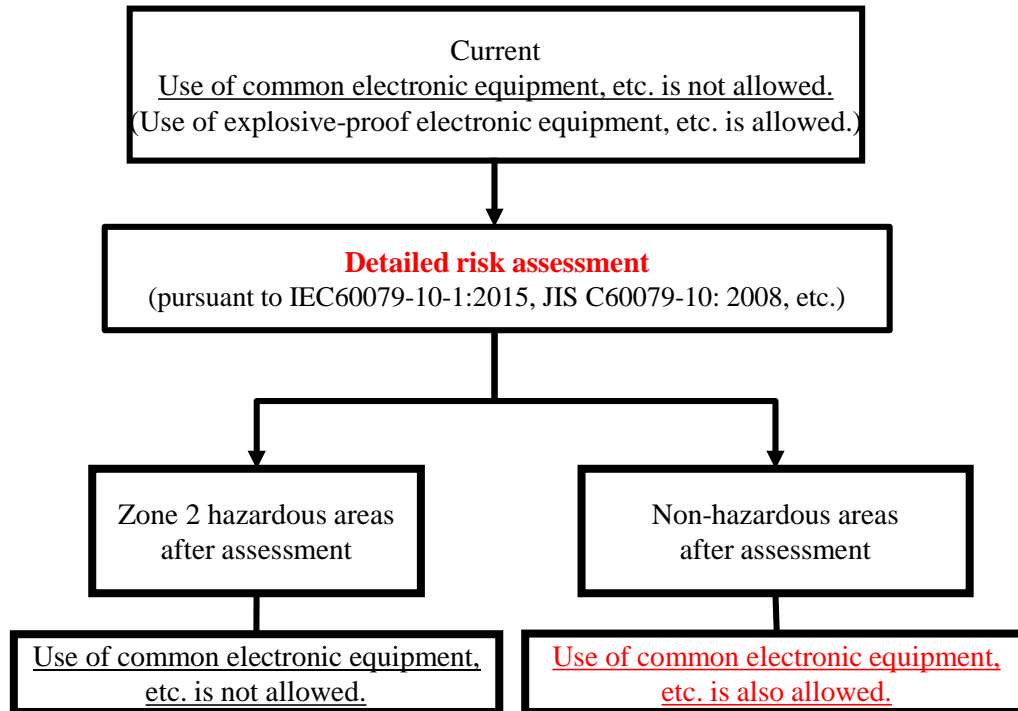 Current
Use of common electronic equipment, etc. is not allowed.
(Use of explosive-proof electronic equipment, etc. is allowed.)
Detailed risk assessment
(pursuant to IEC60079-10-1:2015, JIS C60079-10: 2008, etc.)
Zone 2 hazardous areas
after assessment
Non-hazardous areas
after assessment
Use of common electronic equipment,
etc. is not allowed.
Use of common electronic equipment,
etc. is also allowed.